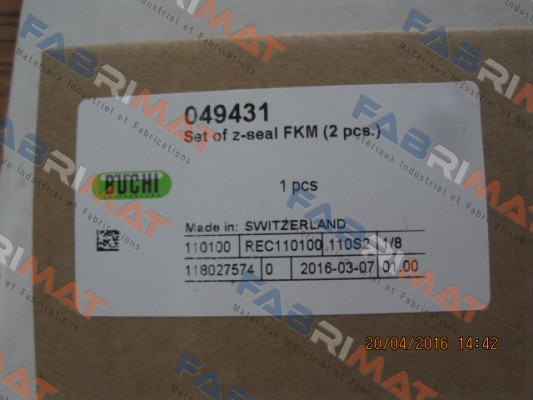 049431
Set of z-seal FKM (2 pcs.)
BUCHI
1 pcs
Made in: SWITZERLAND
110100 REC110100 .110S2 1/8
118027574 0 2016-03-07 01.00
20/04/2016 14:42
FABRIMAT
Materiaux Industriel et Fabrications